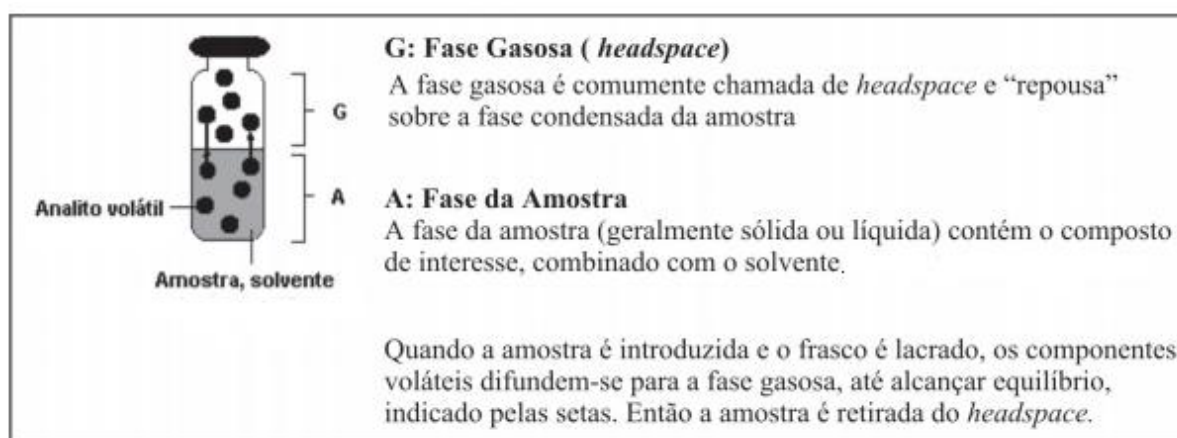 G: Fase Gasosa ( headspace)
A fase gasosa é comumente chamada de headspace e “repousa”
sobre a fase condensada da amostra
G
A: Fase da Amostra
A
Analito volátil
A fase da amostra (geralmente sólida ou líquida) contém o composto
de interesse, combinado com o solvente.
Amostra, solvente
Quando a amostra é introduzida e o frasco é lacrado, os componentes
voláteis difundem-se para a fase gasosa, até alcançar equilíbrio,
indicado pelas setas. Então a amostra é retirada do headspace.